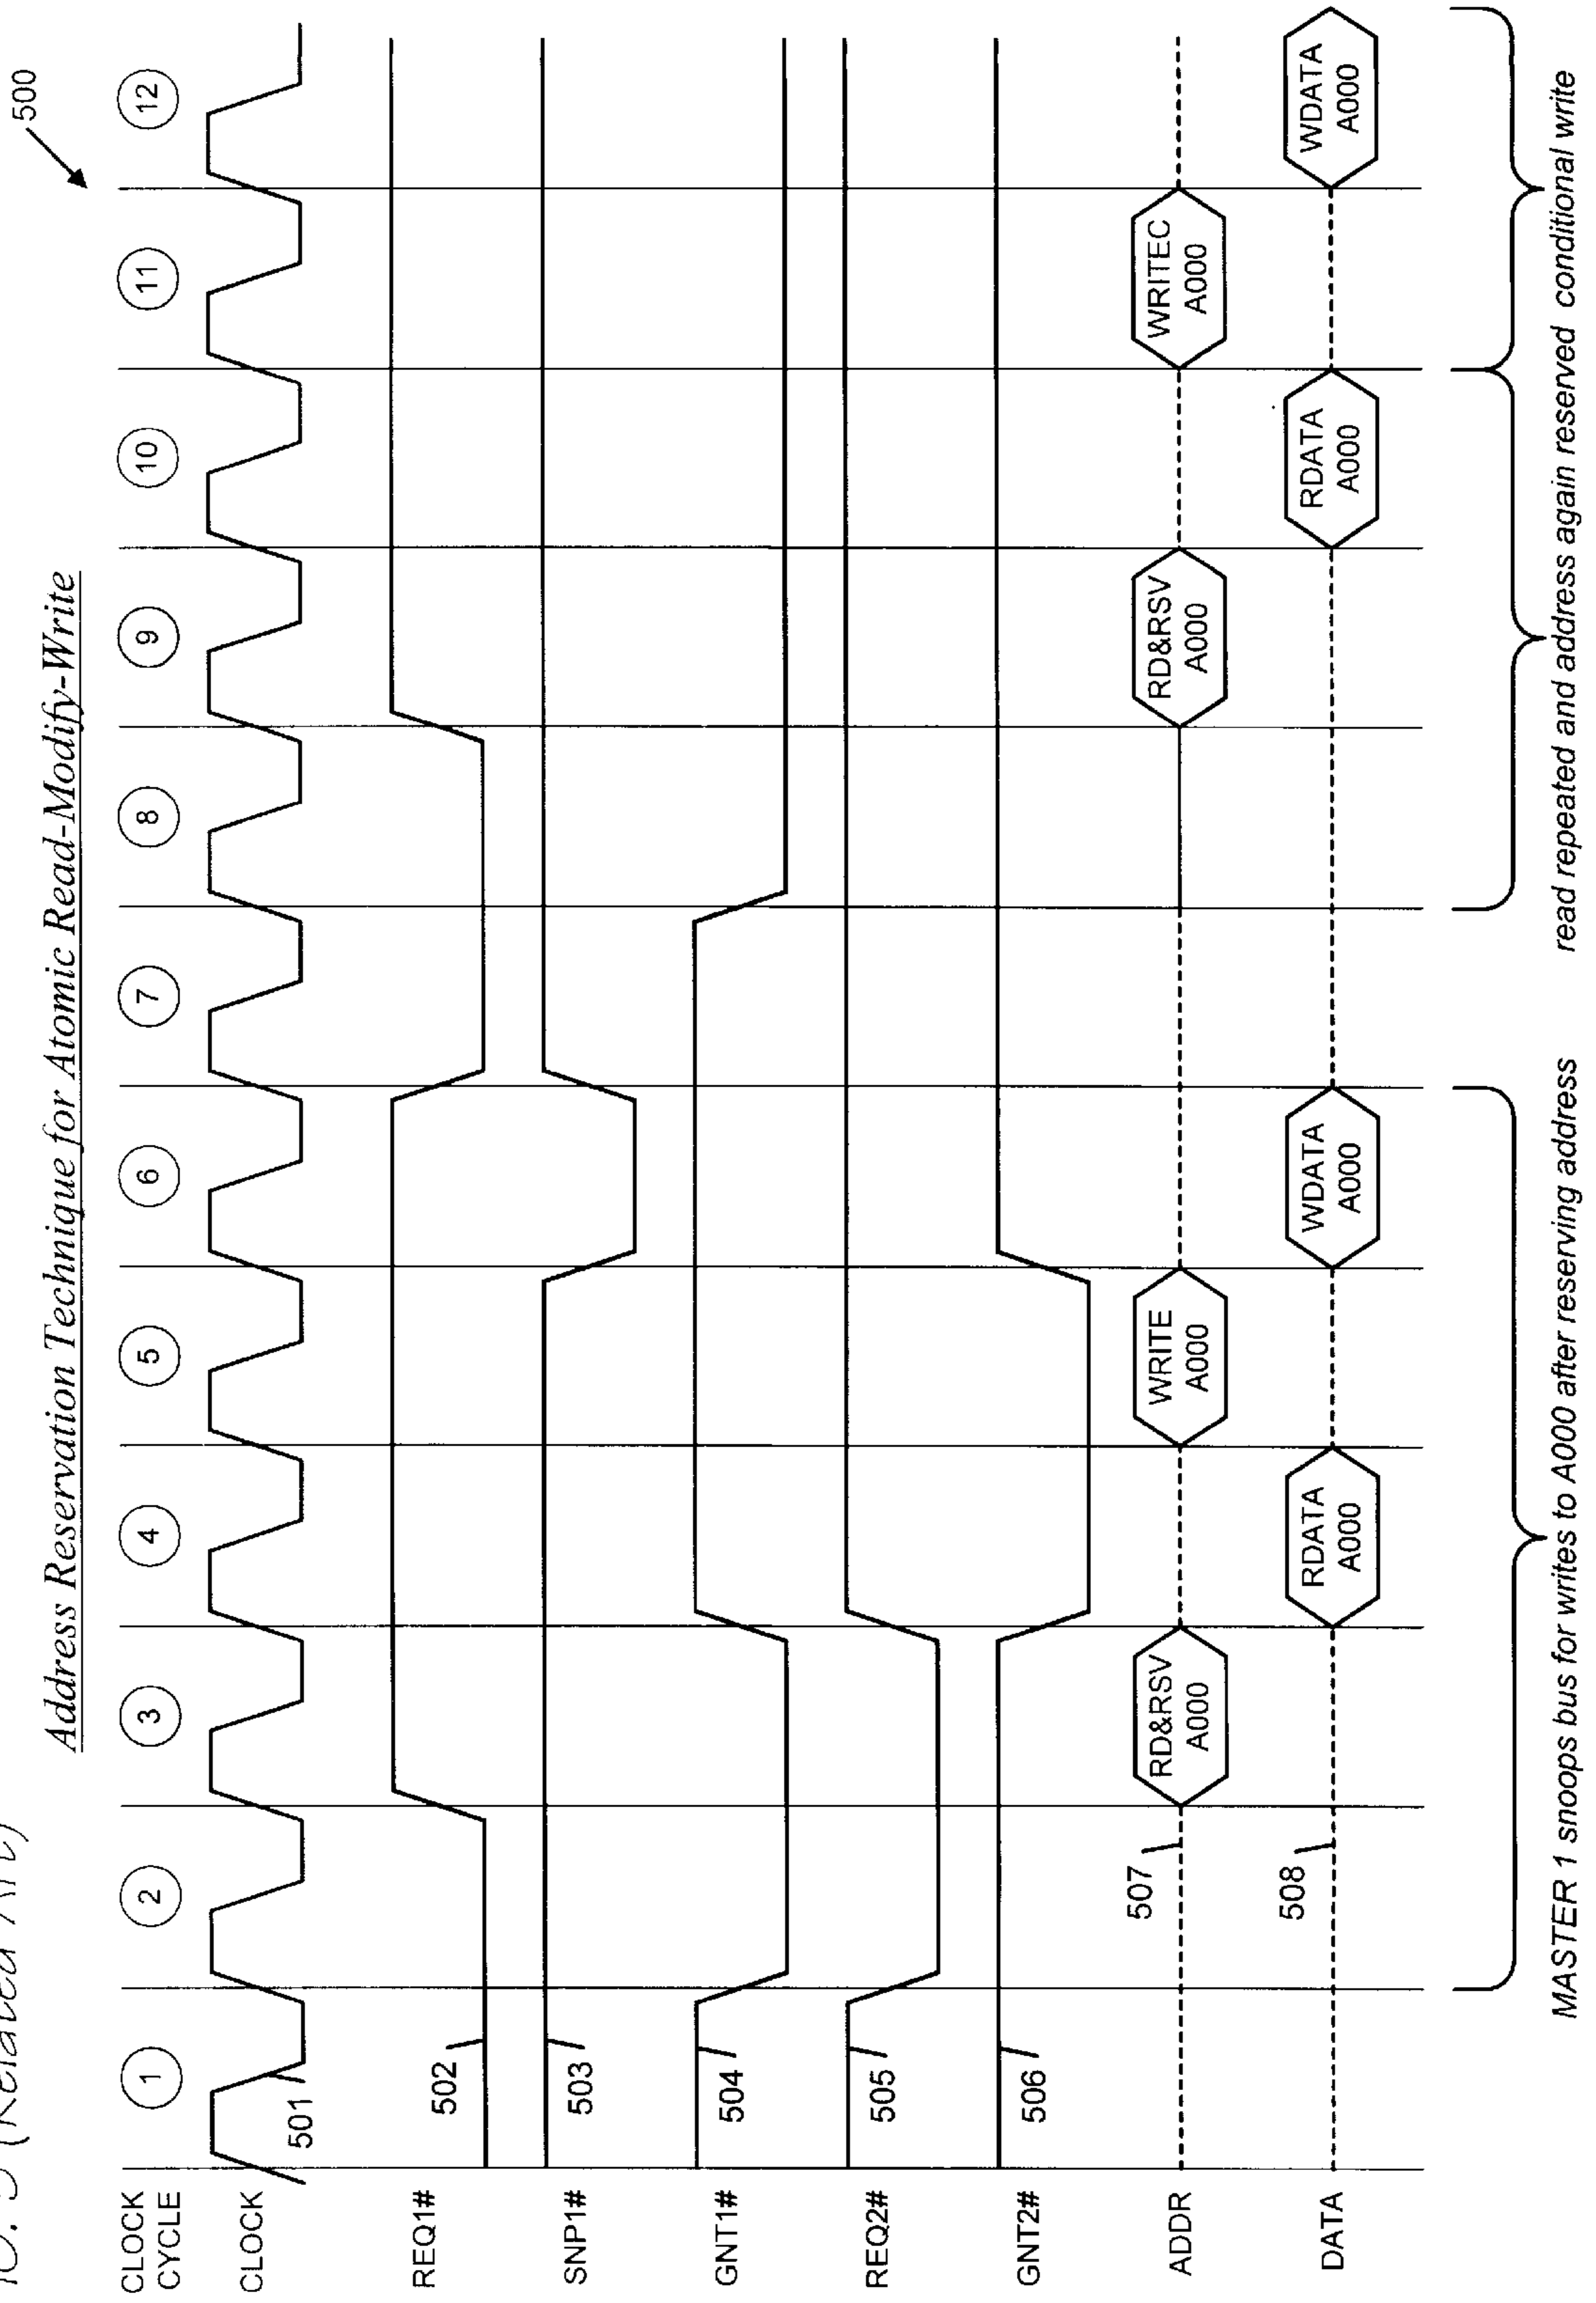 500
Address Reservation Technique for Atomic Read-Modify-Write
CLOCK
CYCLE
1 2 3 4 5 6 7 8 9 10 11 12
CLOCK
501
REQ1#
502
SNP1#
503
GNT1#
504
REQ2#
505
GNT2#
506
ADDR
507
RD&RSV
A000
WRITE
A000
RD&RSV
A000
WRITEC
A000
DATA
508
RDATA
A000
WDATA
A000
RDATA
A000
WDATA
A000
MASTER 1 snoops bus for writes to A000 after reserving address
read repeated and address again reserved
conditional write